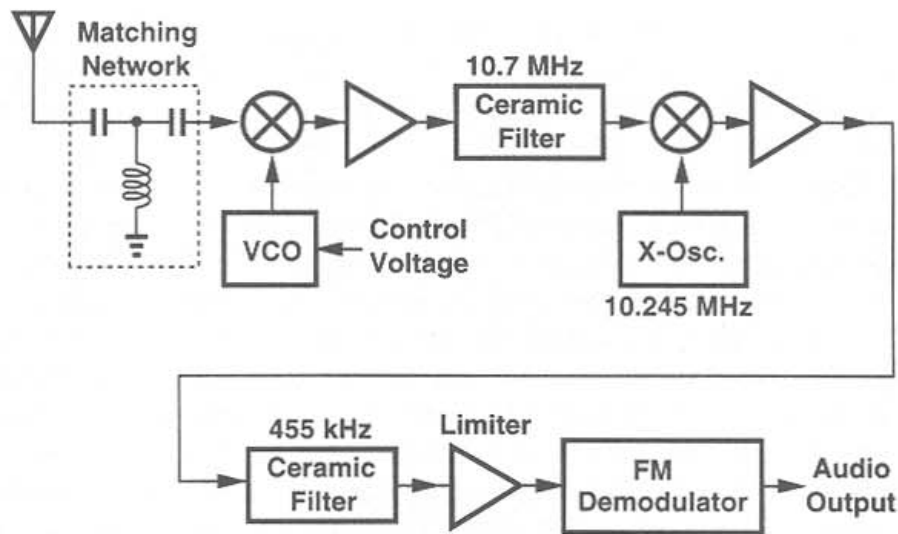 Matching
Network
10.7 MHz
Ceramic
Filter
VCO
Control
Voltage
X-Osc.
10.245 MHz
455 kHz
Ceramic
Filter
Limiter
FM
Demodulator
Audio
Output